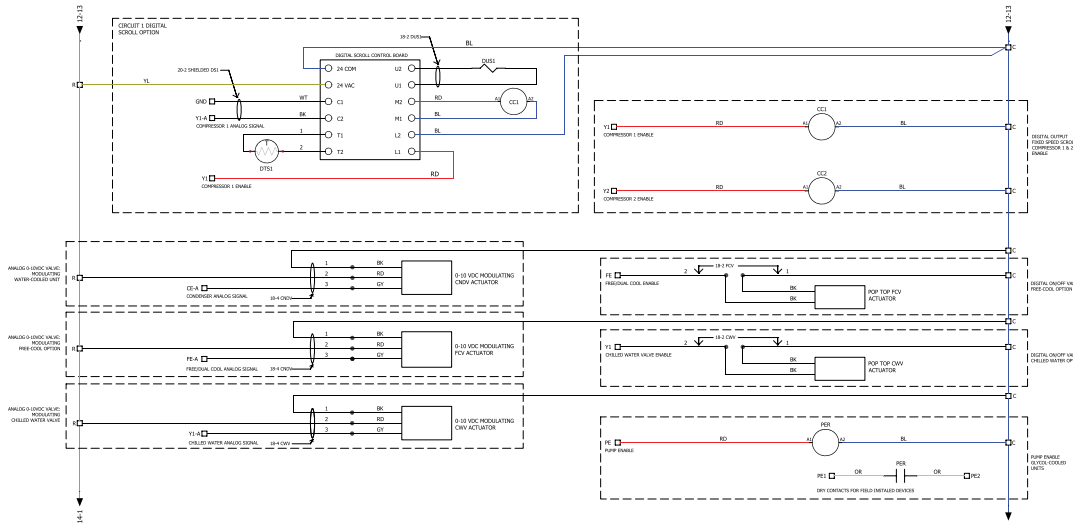 12-13
12-13
CIRCUIT 1 DIGITAL
SCROLL OPTION
18-2 DUS1
BL
DIGITAL SCROLL CONTROL BOARD
DUS1
20-2 SHIELDED DS1
24 COM
U2
R
YL
24 VAC
U1
GND
WT
C1
M2
RD
A1
CC1
A2
Y1-A
BK
C2
M1
BL
COMPRESSOR 1 ANALOG SIGNAL
1
T1
L2
BL
T
2
T2
L1
DTS1
Y1
RD
COMPRESSOR 1 ENABLE
C
CC1
Y1
RD
A1
A2
BL
C
COMPRESSOR 1 ENABLE
DIGITAL OUTPUT
FIXED SPEED SCROL
COMPRESSOR 1 & 2
ENABLE
CC2
Y2
RD
A1
A2
BL
C
COMPRESSOR 2 ENABLE
C
ANALOG 0-10VDC VALVE:
MODULATING
WATER-COOLED UNIT
R
1
BK
2
RD
3
GY
CE-A
CONDENSER ANALOG SIGNAL
18-4 CNDV
0-10 VDC MODULATING
CNDV ACTUATOR
18-2 FCV
FE
2
1
C
FREE/DUAL COOL ENABLE
BK
BK
POP TOP FCV
ACTUATOR
DIGITAL ON/OFF VA
FREE-COOL OPTION
C
ANALOG 0-10VDC VALVE:
MODULATING
FREE-COOL OPTION
R
1
BK
2
RD
3
GY
FE-A
FREE/DUAL COOL ANALOG SIGNAL
18-4 CNDV
0-10 VDC MODULATING
FCV ACTUATOR
18-2 CWV
Y1
2
1
C
CHILLED WATER VALVE ENABLE
BK
BK
POP TOP CWV
ACTUATOR
DIGITAL ON/OFF VA
CHILLED WATER OP
C
ANALOG 0-10VDC VALVE:
MODULATING
CHILLED WATER VALVE
R
1
BK
2
RD
3
GY
Y1-A
CHILLED WATER ANALOG SIGNAL
18-4 CWV
0-10 VDC MODULATING
CWV ACTUATOR
PER
PE
RD
A1
A2
BL
C
PUMP ENABLE
PUMP ENABLE
GLYCOL-COOLED
UNITS
PER
PE1
OR
OR
PE2
DRY CONTACTS FOR FIELD INSTALED DEVICES
14-1